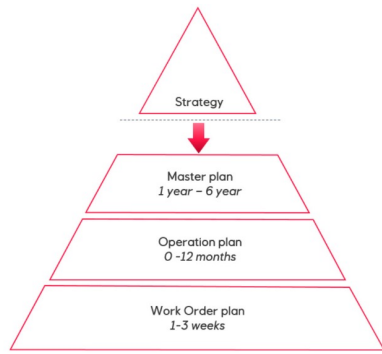 Strategy
Master plan
1 year – 6 year
Operation plan
0 -12 months
Work Order plan
1-3 weeks